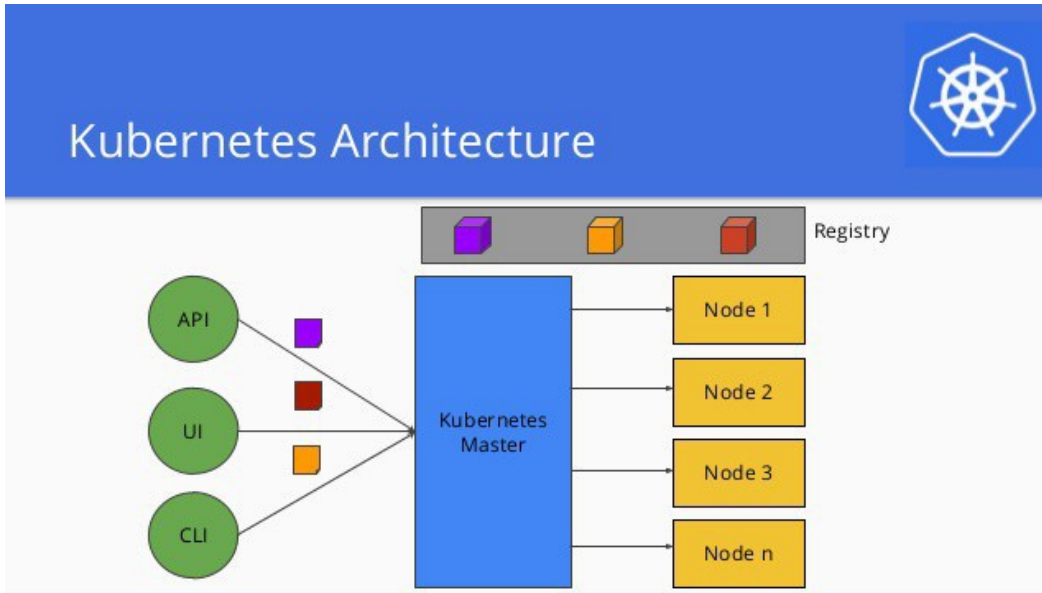 Kubernetes Architecture
Registry
API
UI
CLI
Kubernetes
Master
Node 1
Node 2
Node 3
Node n